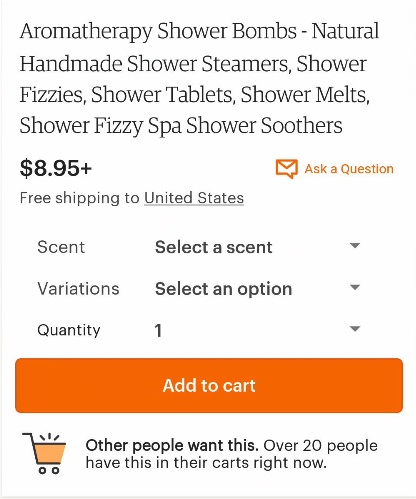 Aromatherapy Shower Bombs - Natural
Handmade Shower Steamers, Shower
Fizzies, Shower Tablets, Shower Melts,
Shower Fizzy Spa Shower Soothers
$8.95+
Ask a Question
Free shipping to United States
Scent Select a scent
Variations Select an option
Quantity 1
Add to cart
Other people want this. Over 20 people
have this in their carts right now.